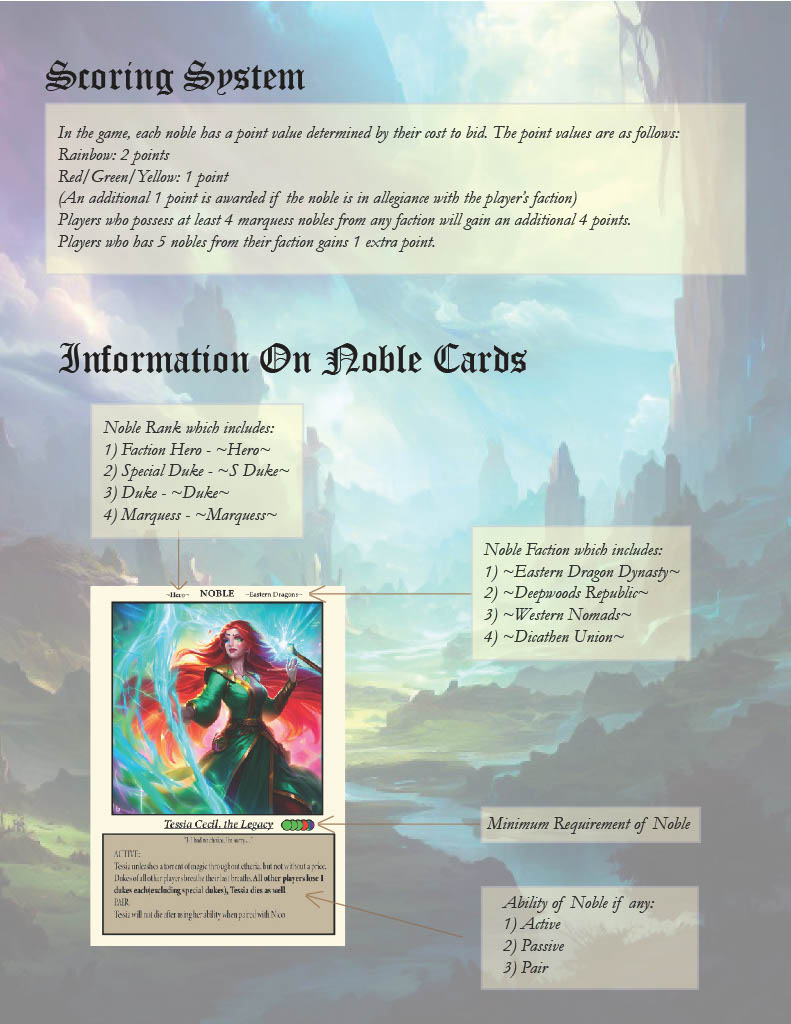 Scoring System
In the game, each noble has a point value determined by their cost to bid. The point values are as follows:
Rainbow: 2 points
Red/Green/Yellow: 1 point
(An additional 1 point is awarded if the noble is in allegiance with the player's faction)
Players who possess at least 4 marquess nobles from any faction will gain an additional 4 points.
Players who has 5 nobles from their faction gains 1 extra point.
Information On Noble Cards
Noble Rank which includes:
1) Faction Hero - ~Hero~
2) Special Duke - ~S Duke~
3) Duke - ~Duke~
4) Marquess - ~Marquess~
Noble Faction which includes:
1) ~Eastern Dragon Dynasty~
2) ~Deepwoods Republic~
3) ~Western Nomads~
4) ~Dicathen Union~
~Hero~ NOBLE ~Eastern Dragons~
Tessia Cecil, the Legacy
Minimum Requirement of Noble
"I-I had no choice, I'm sorry..."
ACTIVE:
Tessia unleashes a torrent of magic throughout etheria, but not without a price.
Dukes of all other players breathe their last breaths. All other players lose 1
dukes each(excluding special dukes), Tessia dies as well
PAIR:
Tessia will not die after using her ability when paired with Nico
Ability of Noble if any:
1) Active
2) Passive
3) Pair